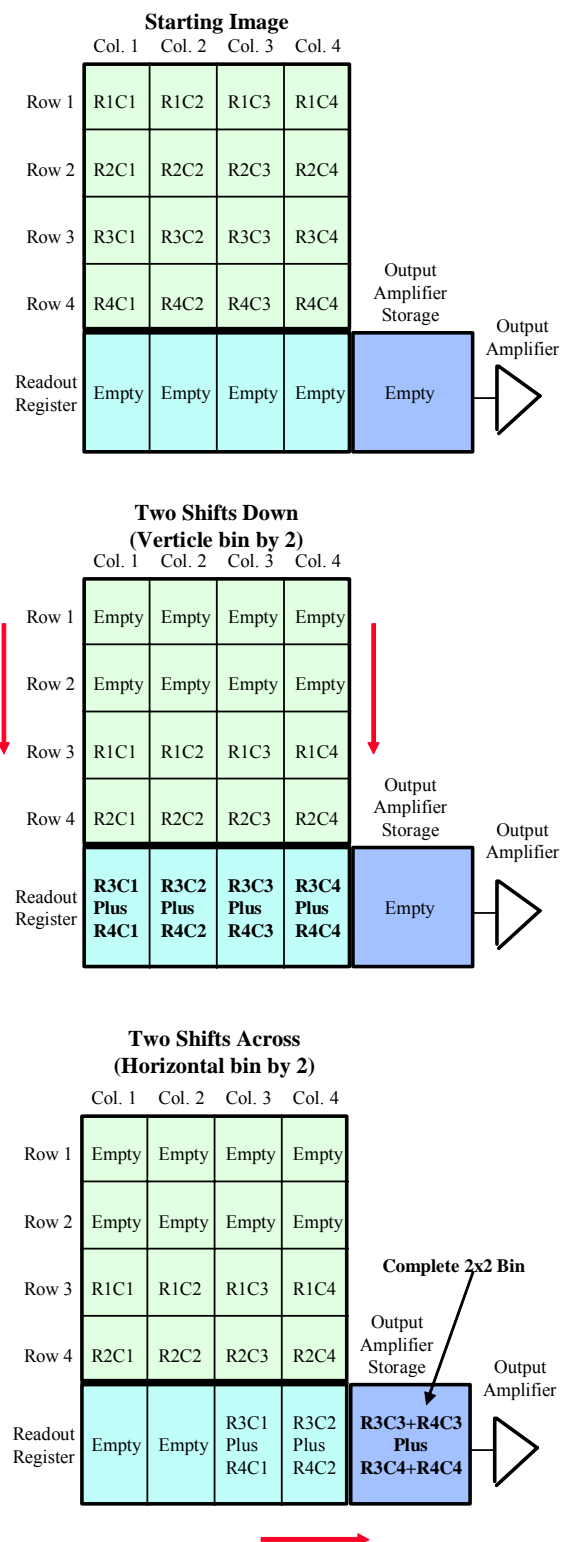 Starting Image
Col. 1 Col. 2 Col. 3 Col. 4
Row 1 R1C1 R1C2 R1C3 R1C4
Row 2 R2C1 R2C2 R2C3 R2C4
Row 3 R3C1 R3C2 R3C3 R3C4
Row 4 R4C1 R4C2 R4C3 R4C4
Output
Amplifier
Storage
Output
Amplifier
Readout
Register
Empty Empty Empty Empty Empty
Two Shifts Down
(Verticle bin by 2)
Col. 1 Col. 2 Col. 3 Col. 4
Row 1 Empty Empty Empty Empty
Row 2 Empty Empty Empty Empty
Row 3 R1C1 R1C2 R1C3 R1C4
Row 4 R2C1 R2C2 R2C3 R2C4
Output
Amplifier
Storage
Output
Amplifier
Readout
Register
R3C1 R3C2 R3C3 R3C4
Plus Plus Plus Plus Empty
R4C1 R4C2 R4C3 R4C4
Two Shifts Across
(Horizontal bin by 2)
Col. 1 Col. 2 Col. 3 Col. 4
Row 1 Empty Empty Empty Empty
Row 2 Empty Empty Empty Empty
Row 3 R1C1 R1C2 R1C3 R1C4
Row 4 R2C1 R2C2 R2C3 R2C4
Complete 2x2 Bin
Output
Amplifier
Storage
Output
Amplifier
Readout
Register
R3C1 R3C2 R3C3+R4C3
Empty Empty Plus Plus Plus
R4C1 R4C2 R3C4+R4C4